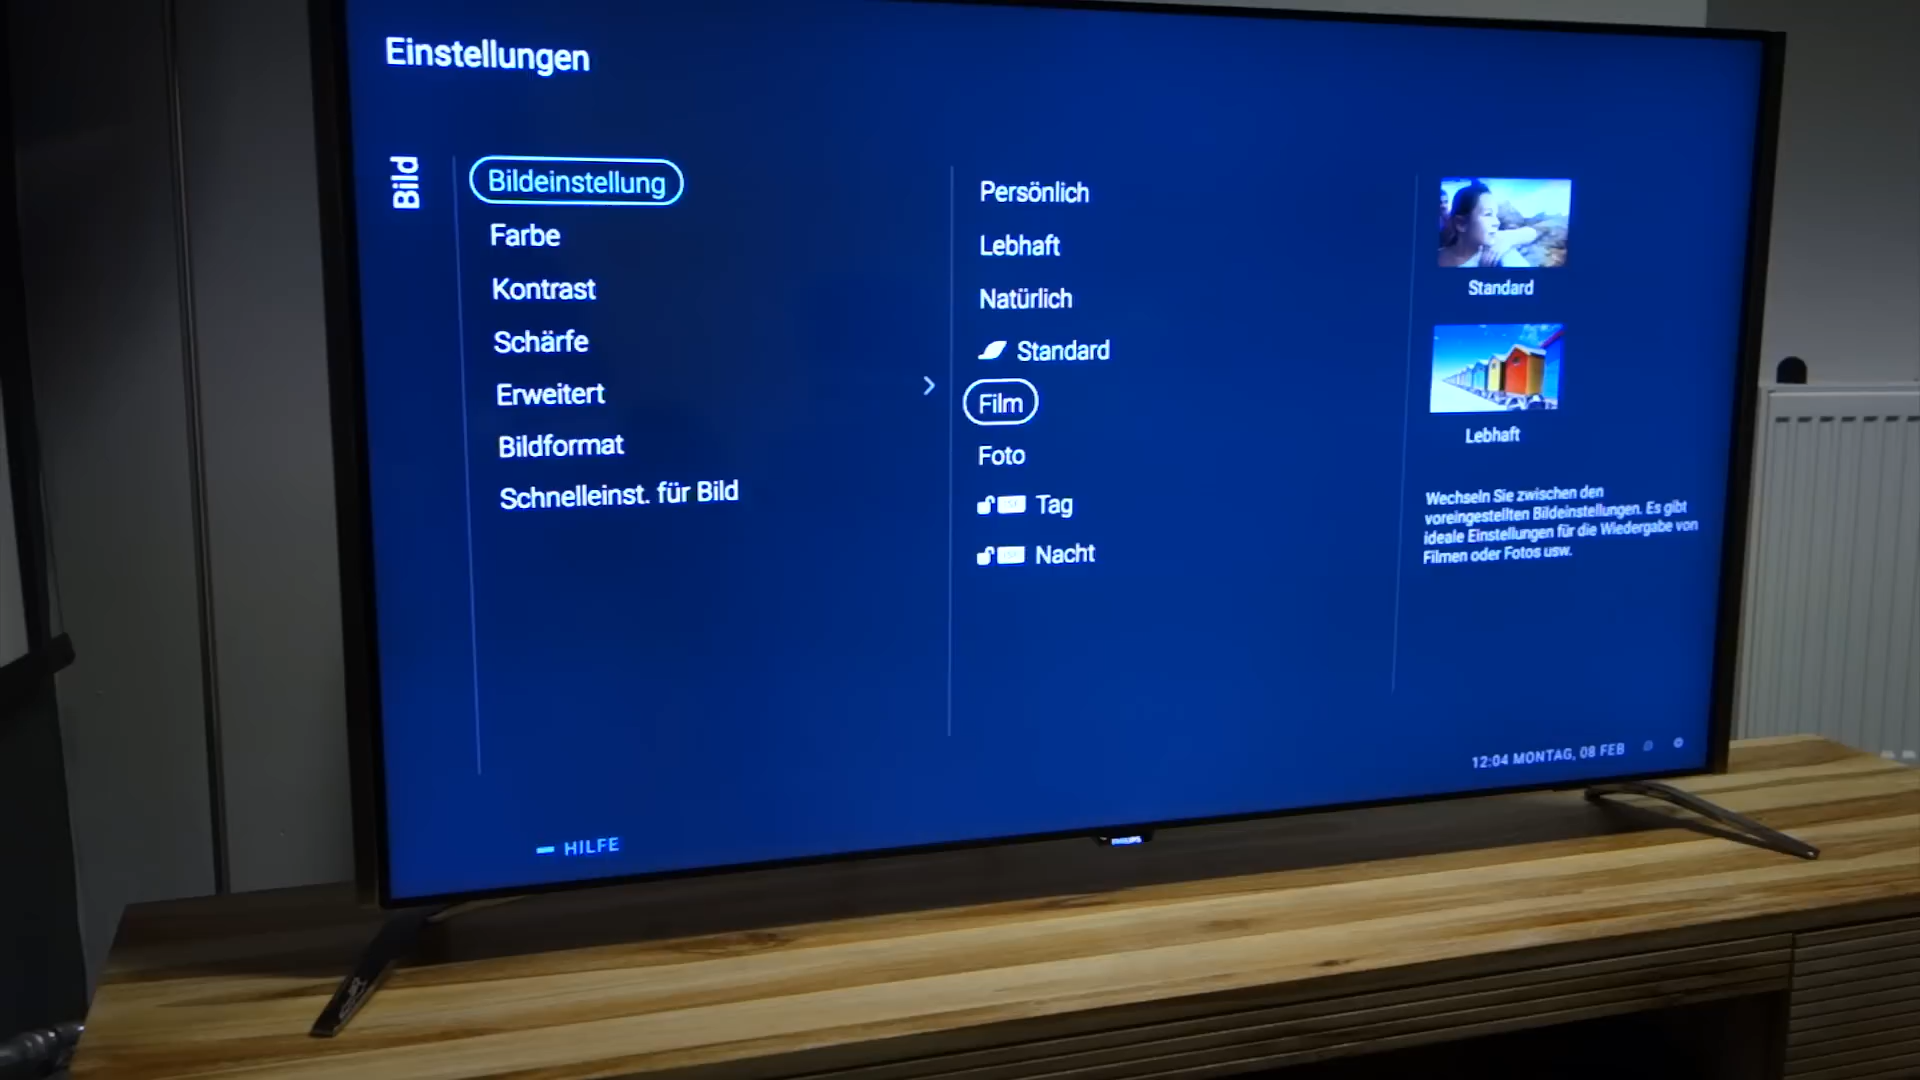 Einstellungen
Bild
Bildeinstellung
Farbe
Kontrast
Schärfe
Erweitert
Bildformat
Schnelleinst. für Bild
Persönlich
Lebhaft
Natürlich
Standard
Film
Foto
Tag
Nacht
Standard
Lebhaft
Wechseln Sie zwischen den
voreingestellten Bildeinstellungen. Es gibt
ideale Einstellungen für die Wiedergabe von
Filmen oder Fotos usw.
12:04 MONTAG, 08 FEB
HILFE
PHILIPS